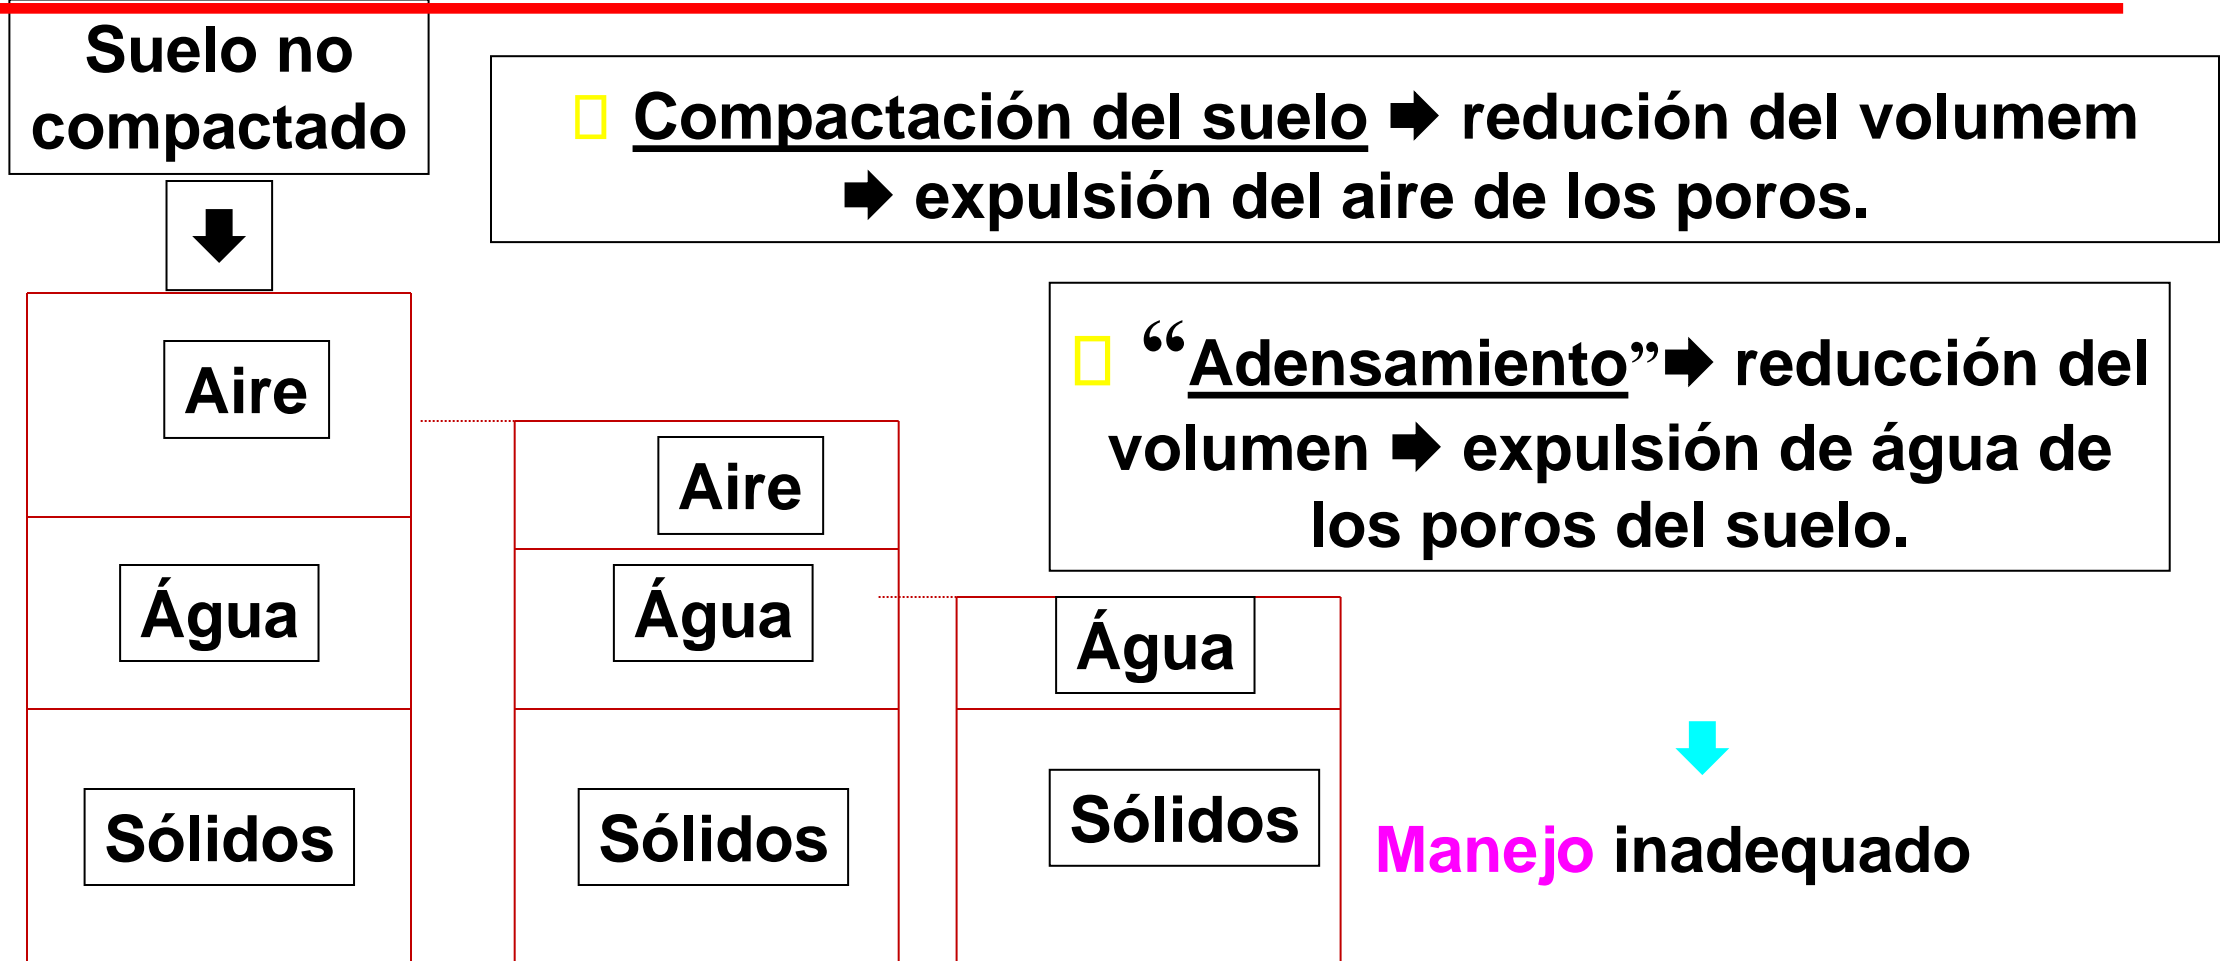 Suelo no
compactado
Compactación del suelo 🡆 redución del volumem
🡆 expulsión del aire de los poros.
“Adensamiento”🡆 reducción del
volumen 🡆 expulsión de água de
los poros del suelo.
Aire
Água
Sólidos
Aire
Água
Sólidos
Água
Sólidos
Manejo inadequado